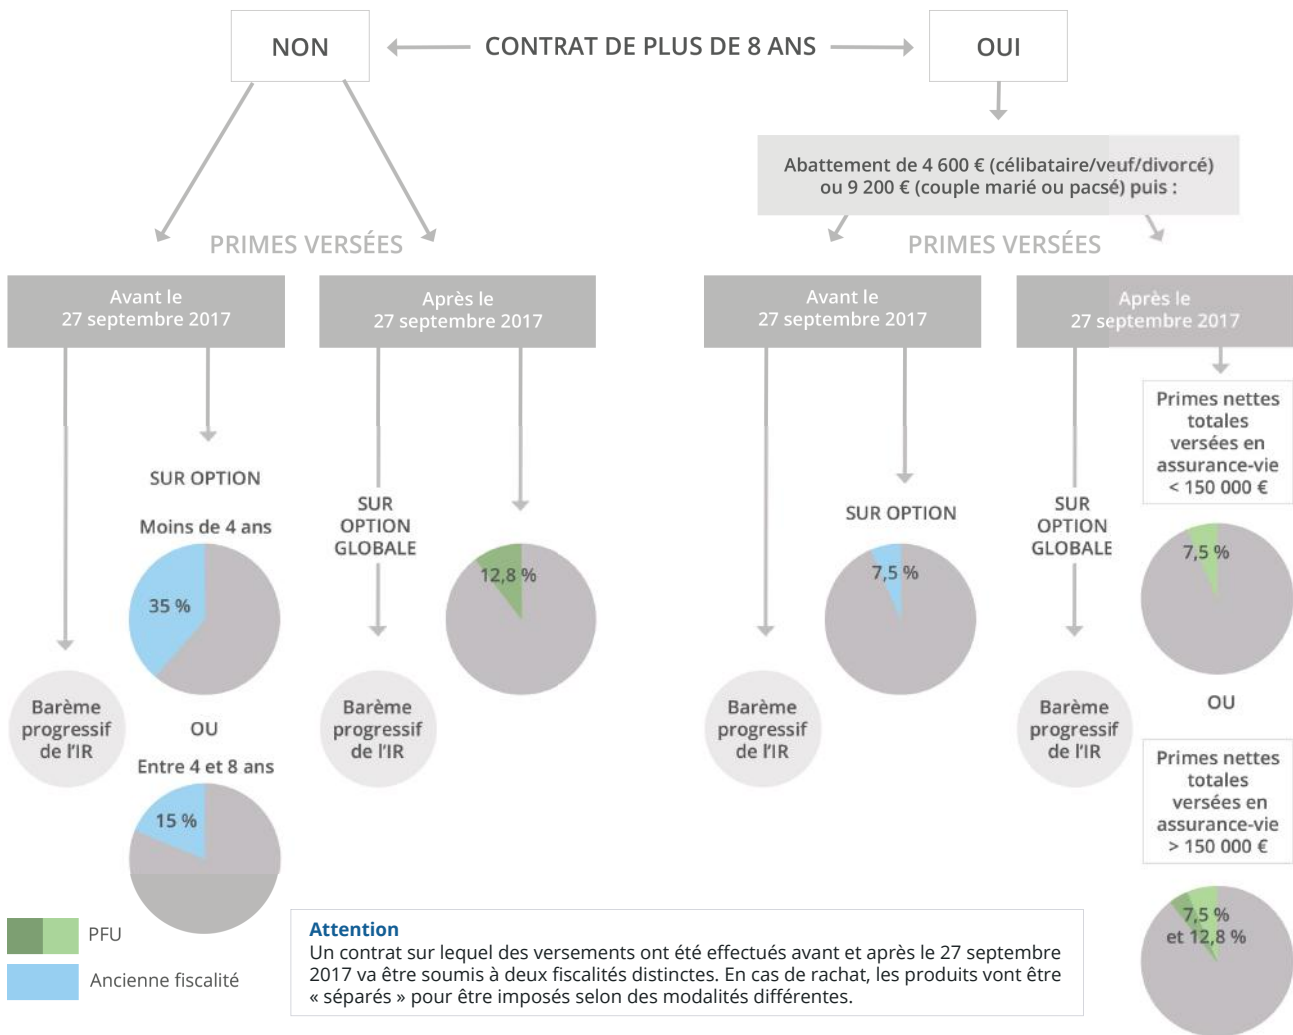 NON
CONTRAT DE PLUS DE 8 ANS
OUI
Abattement de 4 600 € (célibataire/veuf/divorcé)
ou 9 200 € (couple marié ou pacsé) puis :
PRIMES VERSÉES
Avant le
27 septembre 2017
Après le
27 septembre 2017
SUR OPTION
Moins de 4 ans
35 %
OU
Entre 4 et 8 ans
15 %
Barème
progressif
de l'IR
SUR
OPTION
GLOBALE
Barème
progressif
de l'IR
12,8 %
PRIMES VERSÉES
Avant le
27 septembre 2017
Après le
27 septembre 2017
Barème
progressif
de l'IR
SUR OPTION
7,5 %
SUR
OPTION
GLOBALE
Barème
progressif
de l'IR
Primes nettes
totales
versées en
assurance-vie
< 150 000 €
7,5 %
OU
Primes nettes
totales
versées en
assurance-vie
> 150 000 €
7,5 %
et 12,8 %
PFU
Ancienne fiscalité
Attention
Un contrat sur lequel des versements ont été effectués avant et après le 27 septembre
2017 va être soumis à deux fiscalités distinctes. En cas de rachat, les produits vont être
« séparés » pour être imposés selon des modalités différentes.